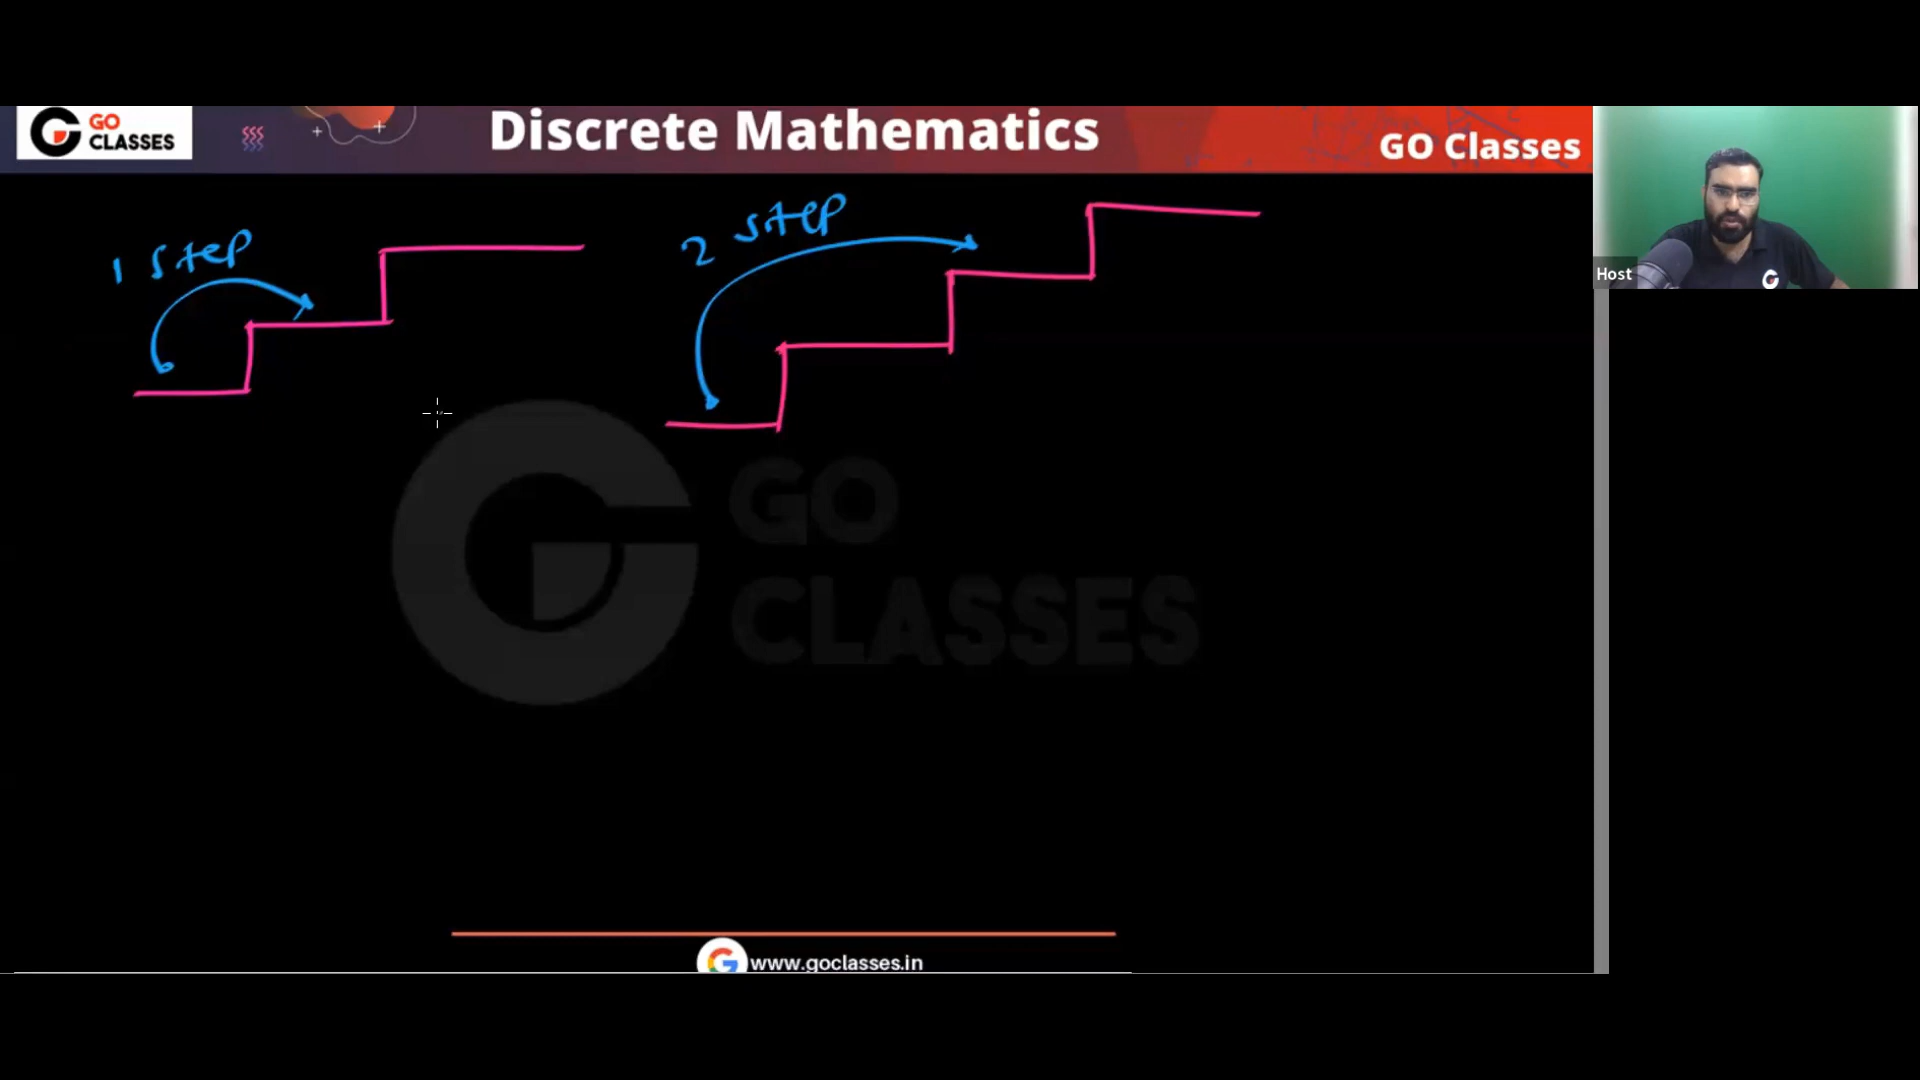 GO
CLASSES
Discrete Mathematics
GO Classes
1 step
2 step
Host
GO
CLASSES
www.goclasses.in